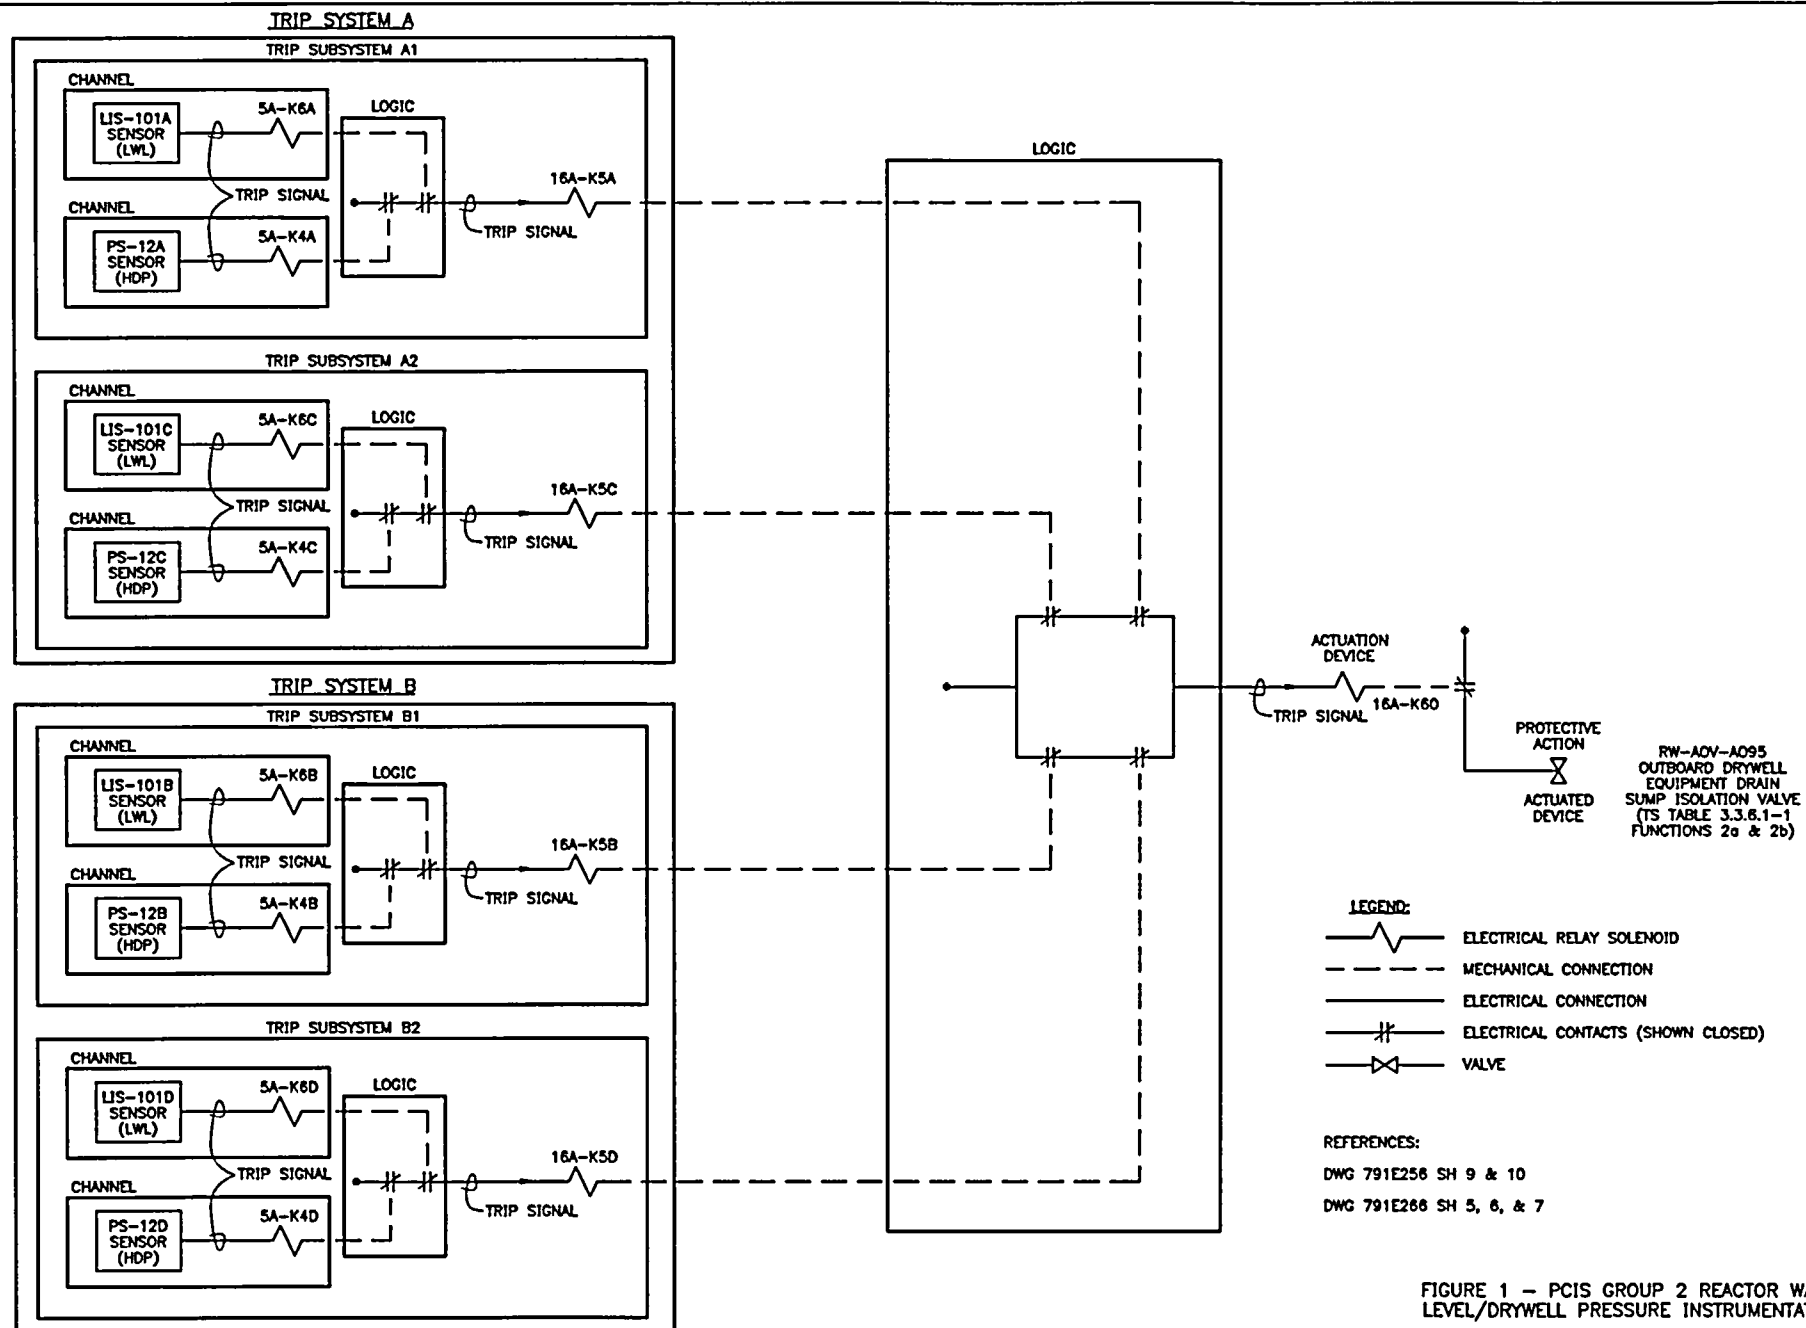 TRIP SYSTEM A
TRIP SUBSYSTEM A1
CHANNEL
LIS-101A
SENSOR
(LWL)
5A-K6A
LOGIC
TRIP SIGNAL
CHANNEL
PS-12A
SENSOR
(HDP)
5A-K4A
16A-K5A
TRIP SIGNAL
TRIP SUBSYSTEM A2
CHANNEL
LIS-101C
SENSOR
(LWL)
5A-K6C
LOGIC
TRIP SIGNAL
CHANNEL
PS-12C
SENSOR
(HDP)
5A-K4C
16A-K5C
TRIP SIGNAL
TRIP SYSTEM B
TRIP SUBSYSTEM B1
CHANNEL
LIS-101B
SENSOR
(LWL)
5A-K6B
LOGIC
TRIP SIGNAL
CHANNEL
PS-12B
SENSOR
(HDP)
5A-K4B
16A-K5B
TRIP SIGNAL
TRIP SUBSYSTEM B2
CHANNEL
LIS-101D
SENSOR
(LWL)
5A-K6D
LOGIC
TRIP SIGNAL
CHANNEL
PS-12D
SENSOR
(HDP)
5A-K4D
16A-K5D
TRIP SIGNAL
LOGIC
ACTUATION
DEVICE
16A-K60
TRIP SIGNAL
PROTECTIVE
ACTION
ACTUATED
DEVICE
RW-AOV-AO95
OUTBOARD DRYWELL
EQUIPMENT DRAIN
SUMP ISOLATION VALVE
(TS TABLE 3.3.6.1-1
FUNCTIONS 2a & 2b)
LEGEND:
ELECTRICAL RELAY SOLENOID
MECHANICAL CONNECTION
ELECTRICAL CONNECTION
ELECTRICAL CONTACTS (SHOWN CLOSED)
VALVE
REFERENCES:
DWG 791E256 SH 9 & 10
DWG 791E266 SH 5, 6, & 7
FIGURE 1 - PCIS GROUP 2 REACTOR
LEVEL/DRYWELL PRESSURE